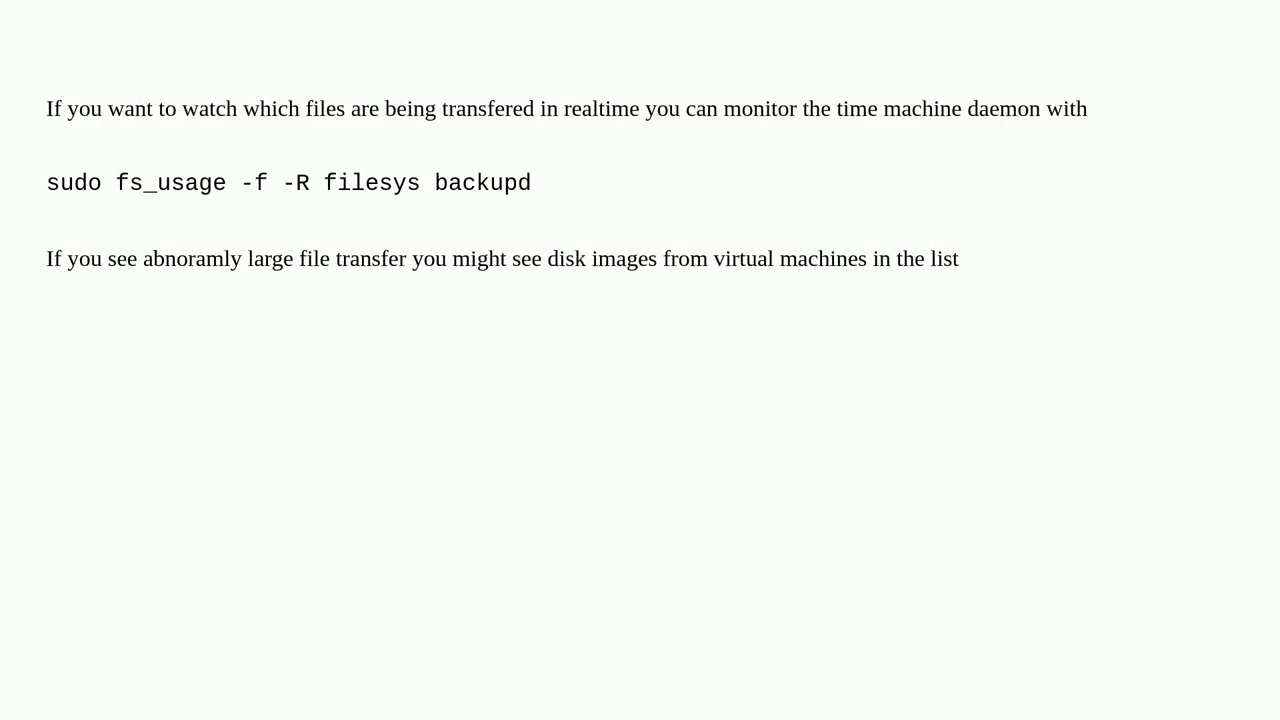 If you want to watch which files are being transfered in realtime you can monitor the time machine daemon with
sudo fs_usage -f -R filesys backupd
If you see abnoramly large file transfer you might see disk images from virtual machines in the list